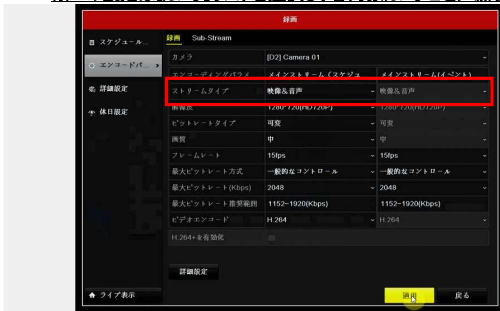 録画
スケジュール...
録画 Sub-Stream
カメラ [D2] Camera 01
エンコードパ...
エンコーディングパラメ メインストリーム(スケジュ メインストリーム(イベント)
ストリームタイプ 映像&音声 映像&音声
詳細設定
解像度 1280*720(HD720P) 1280*720(HD720P)
休日設定
ビットレートタイプ 可変 可変
画質 中 中
フレームレート 15fps 15fps
最大ビットレート方式 一般的なコントロール 一般的なコントロール
最大ビットレート(Kbps) 2048 2048
最大ビットレート推奨範囲 1152~1920(Kbps) 1152~1920(Kbps)
ビデオエンコード H.264 H.264
H.264+を有効化
詳細設定
ライブ表示 適用 戻る